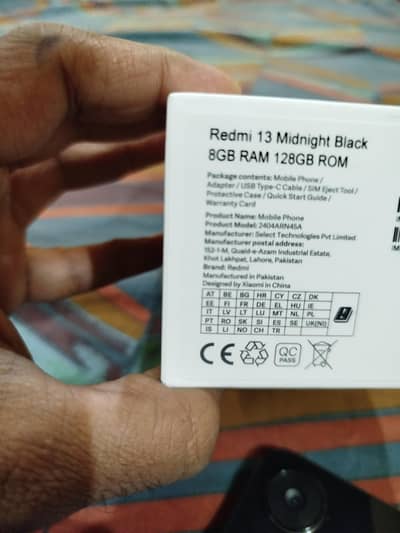 Redmi 13 Midnight Black
8GB RAM 128GB ROM
Package contents: Mobile Phone /
Adapter / USB Type-C Cable / SIM Eject Tool /
Protective Case / Quick Start Guide /
Warranty Card
Product Name: Mobile Phone
Product Model: 2404ARN45A
Manufacturer: Select Technologies Pvt Limited
Manufacturer postal address:
152-1-M, Quaid-e-Azam Industrial Estate,
Khot Lakhpat, Lahore, Pakistan
Brand: Redmi
Manufactured in Pakistan
Designed by Xiaomi in China
AT BE BG HR CY CZ DK
EE FI FR DE EL HU IE
IT LV LT LU MT NL PL
PT RO SK SI ES SE UK(NI)
IS LI NO CH TR
CE QC
PASS